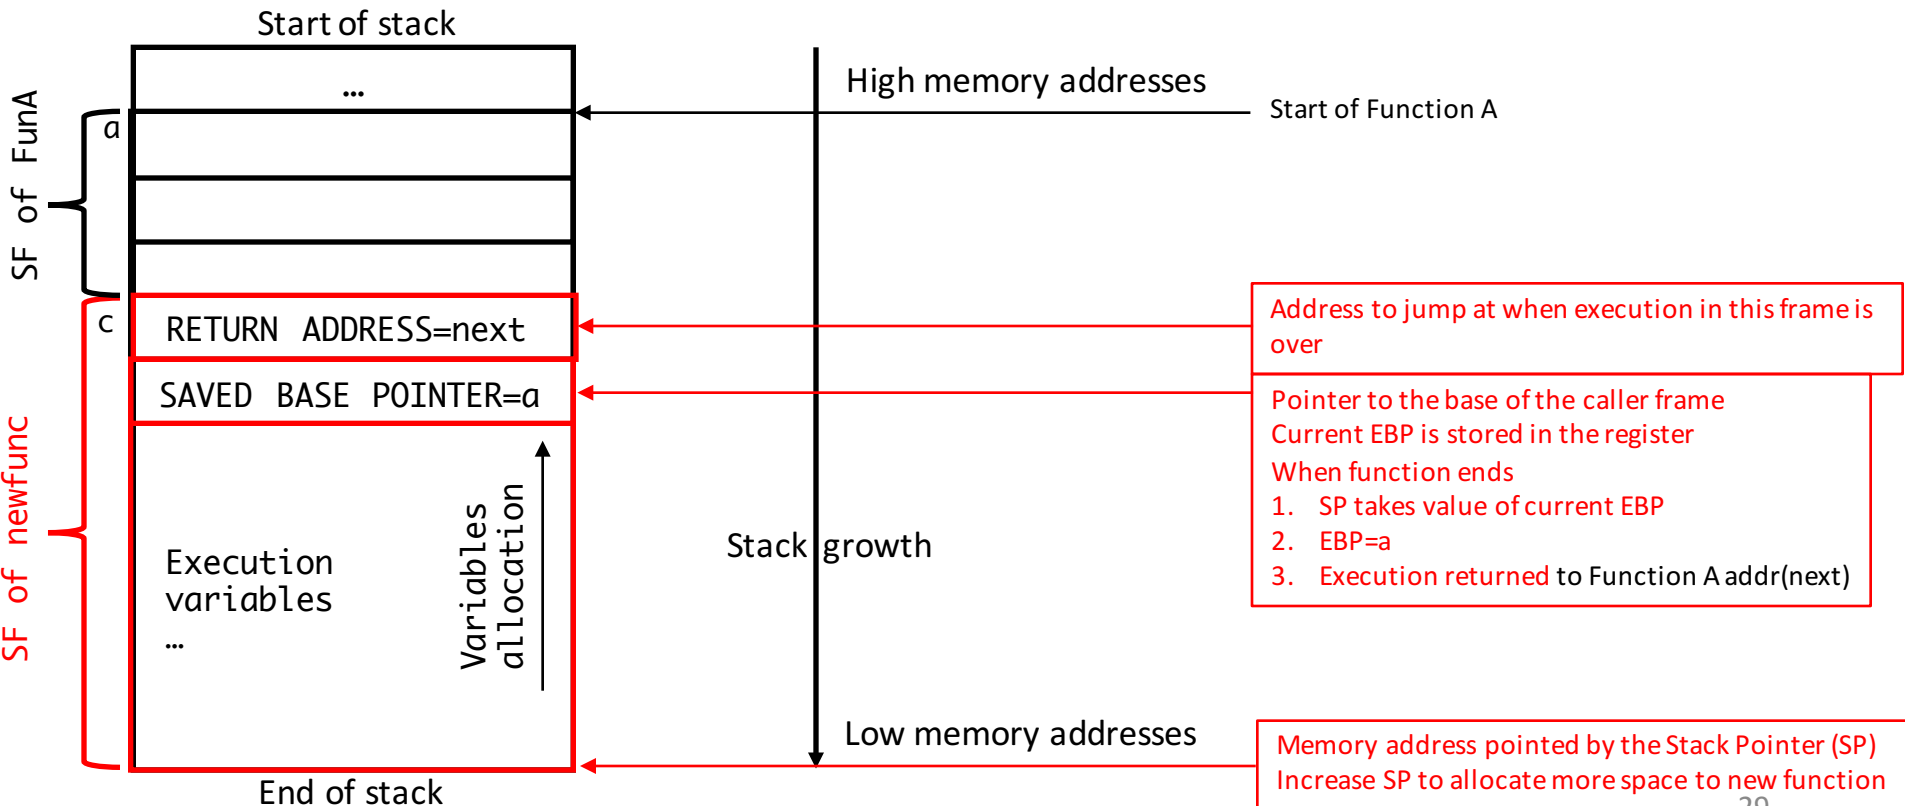 Start of stack
…
High memory addresses
Start of Function A
SF of FunA
a
c
RETURN ADDRESS=next
Address to jump at when execution in this frame is
over
SAVED BASE POINTER=a
Pointer to the base of the caller frame
Current EBP is stored in the register
When function ends
1. SP takes value of current EBP
2. EBP=a
3. Execution returned to Function A addr(next)
SF of newfunc
Execution
variables
…
Variables
allocation
Stack growth
Low memory addresses
Memory address pointed by the Stack Pointer (SP)
Increase SP to allocate more space to new function
End of stack
29